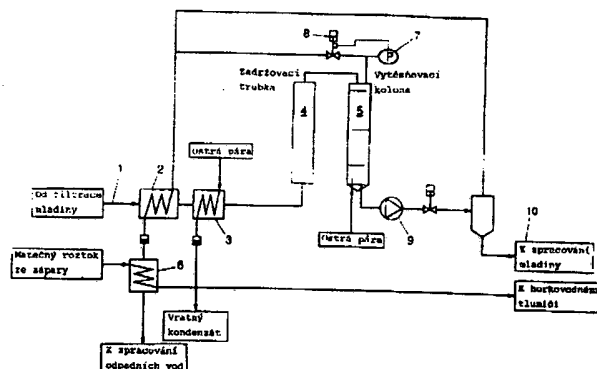 8
7
P
Zadržovací
trubka
Vytěsňovací
kolona
4
5
Ostrá pára
1
2
Od filtrace
mladiny
3
9
10
Ostrá pára
Matečný roztok
ze zápary
6
K zpracování
mladiny
K horkovodnému
tlumiči
Vratný
kondenzát
K zpracování
odpadních vod